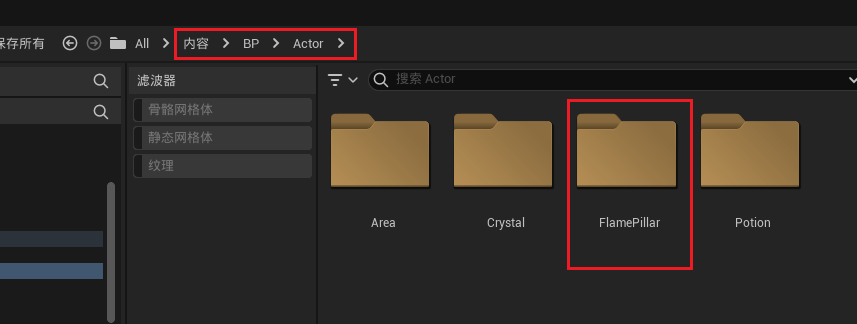 保存所有 All 内容 BP Actor
滤波器
搜索 Actor
骨骼网格体
静态网格体
纹理
Area
Crystal
FlamePillar
Potion